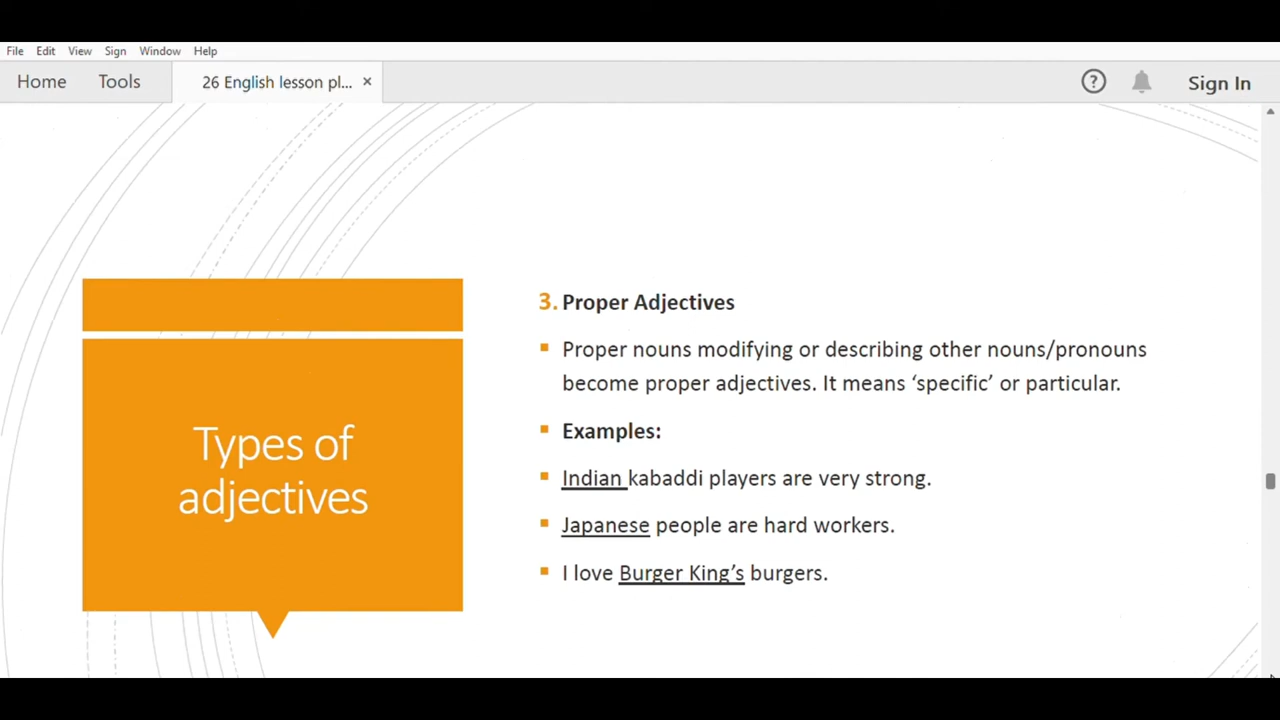 File Edit View Sign Window Help
Home Tools 26 English lesson pl... × ? Sign In
Types of
adjectives
3. Proper Adjectives
▪ Proper nouns modifying or describing other nouns/pronouns
become proper adjectives. It means ‘specific’ or particular.
▪ Examples:
▪ Indian kabaddi players are very strong.
▪ Japanese people are hard workers.
▪ I love Burger King’s burgers.